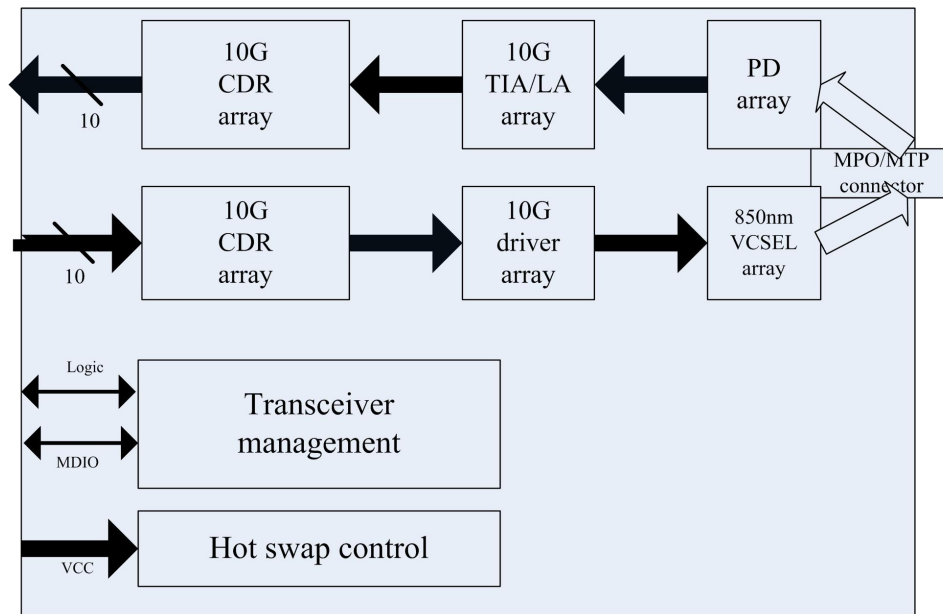 10G
CDR
array
10G
TIA/LA
array
PD
array
10
MPO/MTP
connector
10G
CDR
array
10G
driver
array
850nm
VCSEL
array
10
Logic
MDIO
Transceiver
management
VCC
Hot swap control